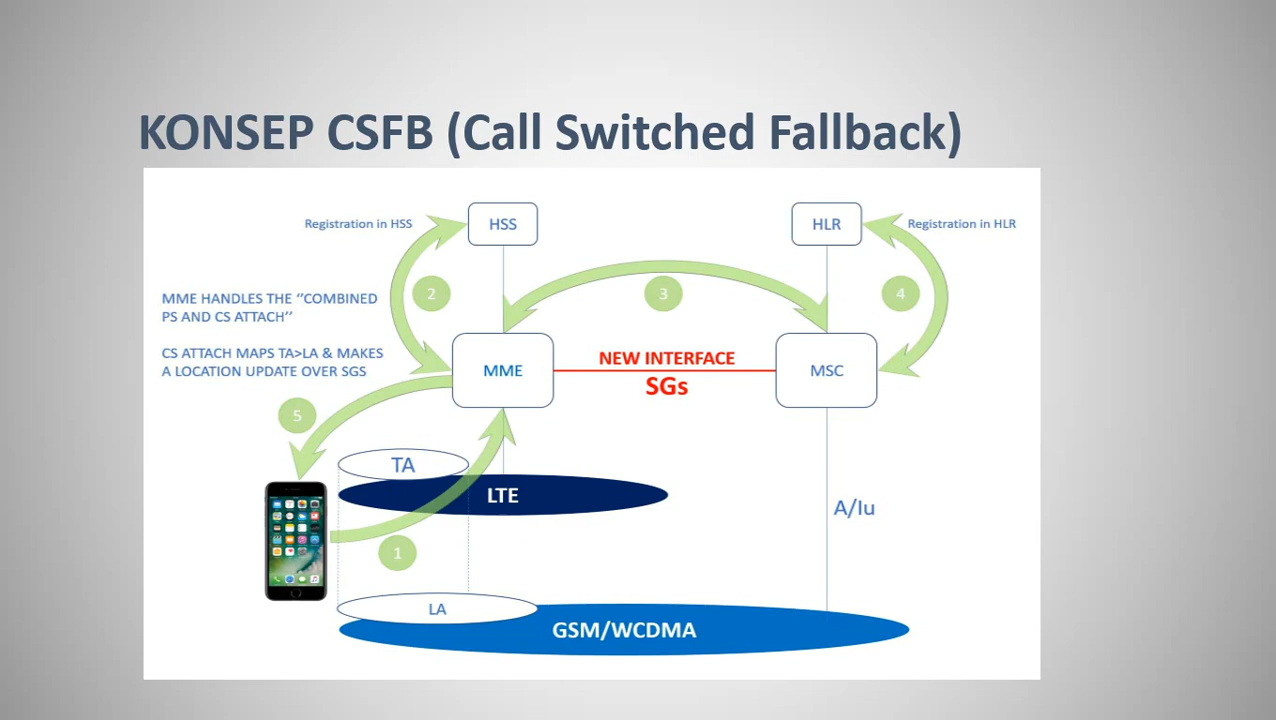 KONSEP CSFB (Call Switched Fallback)
Registration in HSS
HSS
HLR
Registration in HLR
2
3
4
MME HANDLES THE ‘’COMBINED
PS AND CS ATTACH’’
CS ATTACH MAPS TA>LA & MAKES
A LOCATION UPDATE OVER SGS
MME
NEW INTERFACE
SGs
MSC
5
TA
LTE
A/Iu
1
LA
GSM/WCDMA